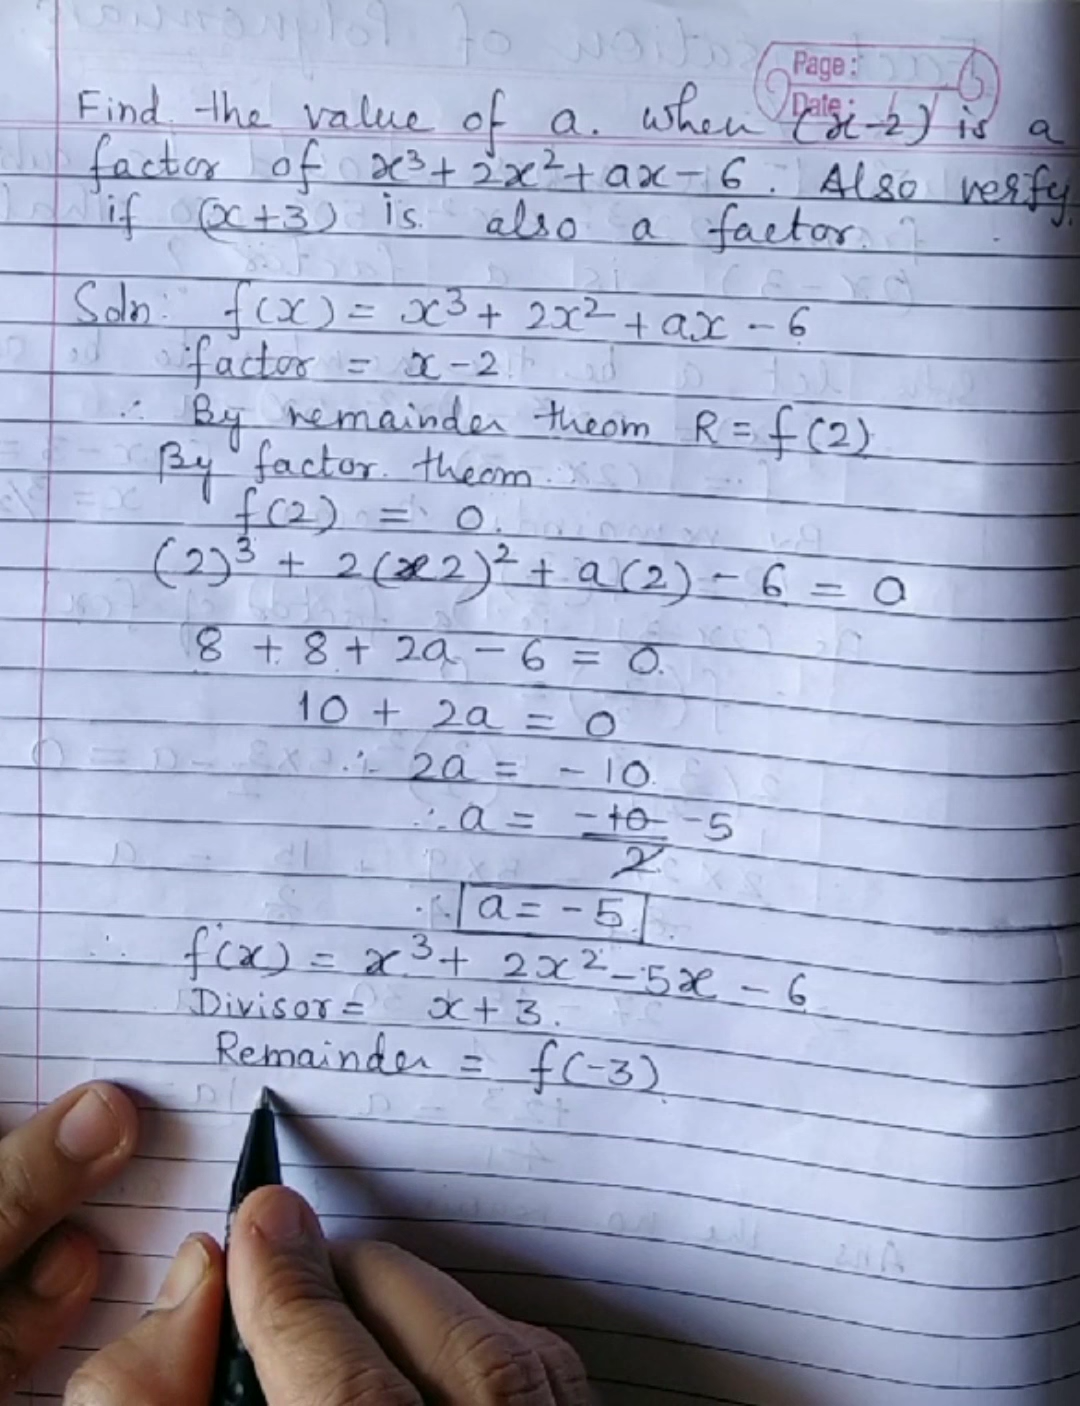 Page:
Date:
Find the value of a. when (x-2) is a
factor of x³+2x²+ax-6. Also verify
if (x+3) is also a factor.
Soln: f(x) = x³+ 2x² + ax - 6
factor = x-2.
∴ By remainder theom R = f(2)
By factor. theom.
f(2) = 0.
(2)³ + 2(2)² + a(2) - 6 = 0
8 + 8 + 2a - 6 = 0.
10 + 2a = 0
∴ 2a = -10.
∴ a = -10/2 -5
∴ a = -5.
∴ f(x) = x³+ 2x²-5x - 6
Divisor = x+3.
Remainder = f(-3)